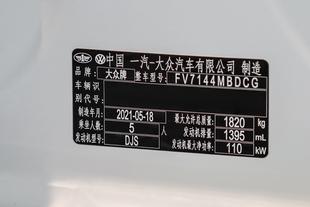 中国 一汽-大众汽车有限公司 制造
品牌：大众牌 整车型号：FV7144MBDCG
车辆识
别代号：
制造年月：2021-05-18 最大允许总质量 1820 kg
乘坐人数 5 人 发动机排量 1395 mL
发动机型号 DJS 发动机最大净功率： 110 kW